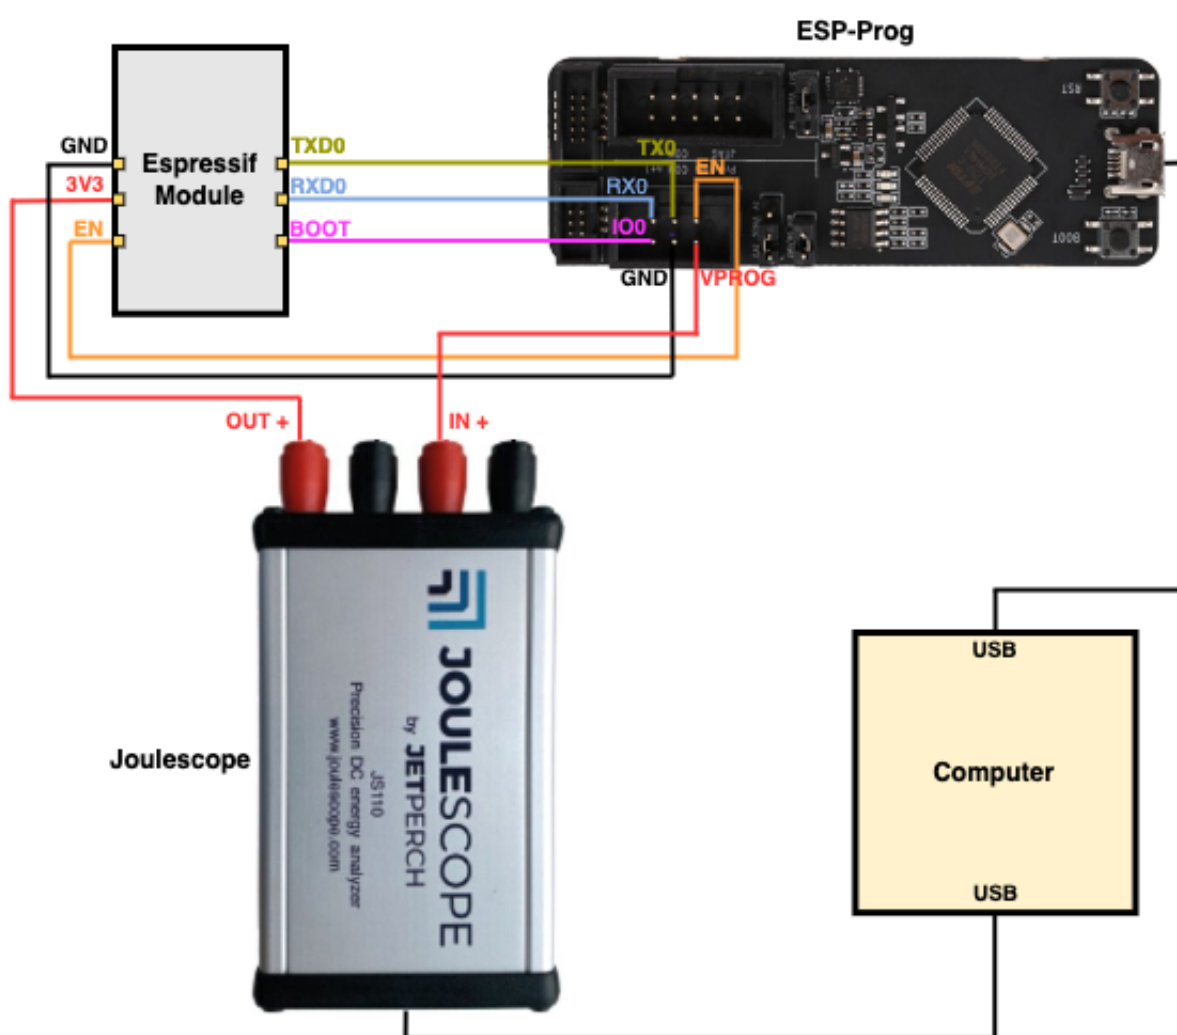 ESP-Prog
RST
GND
3V3
EN
Espressif
Module
TXD0
RXD0
BOOT
TX0
EN
RX0
IO0
GND
VPROG
BOOT
OUT +
IN +
Joulescope
JOULESCOPE
by JETPERCH
JS110
Precision DC energy analyzer
www.joulescope.com
USB
Computer
USB